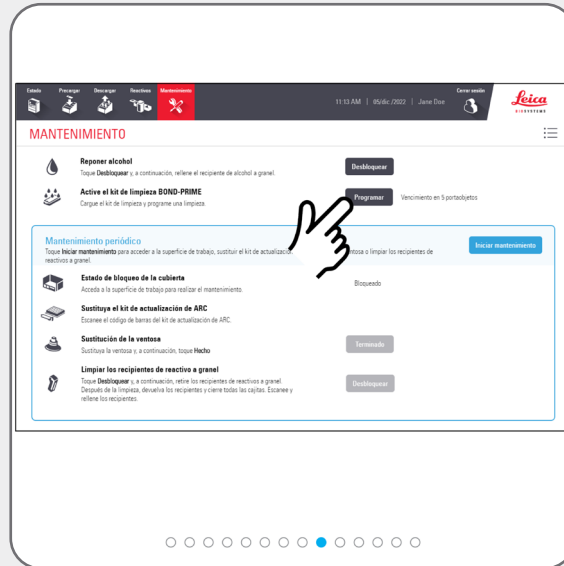 Estado Precargar Descargar Reactivos Mantenimiento
11:13 AM | 05/dic./2022 | Jane Doe
Cerrar sesión
Leica
BIOSYSTEMS
MANTENIMIENTO
Reponer alcohol
Toque Desbloquear y, a continuación, rellene el recipiente de alcohol a granel.
Desbloquear
Active el kit de limpieza BOND-PRIME
Cargue el kit de limpieza y programe una limpieza.
Programar
Vencimiento en 5 portaobjetos
Mantenimiento periódico
Toque Iniciar mantenimiento para acceder a la superficie de trabajo, sustituir el kit de actualización ntosa o limpiar los recipientes de
reactivos a granel.
Iniciar mantenimiento
Estado de bloqueo de la cubierta
Acceda a la superficie de trabajo para realizar el mantenimiento.
Bloqueado
Sustituya el kit de actualización de ARC
Escanee el código de barras del kit de actualización de ARC.
Sustitución de la ventosa
Sustituya la ventosa y, a continuación, toque Hecho
Terminado
Limpiar los recipientes de reactivo a granel
Toque Desbloquear y, a continuación, retire los recipientes de reactivos a granel.
Después de la limpieza, devuelva los recipientes y cierre todas las cajitas. Escanee y
rellene los recipientes.
Desbloquear